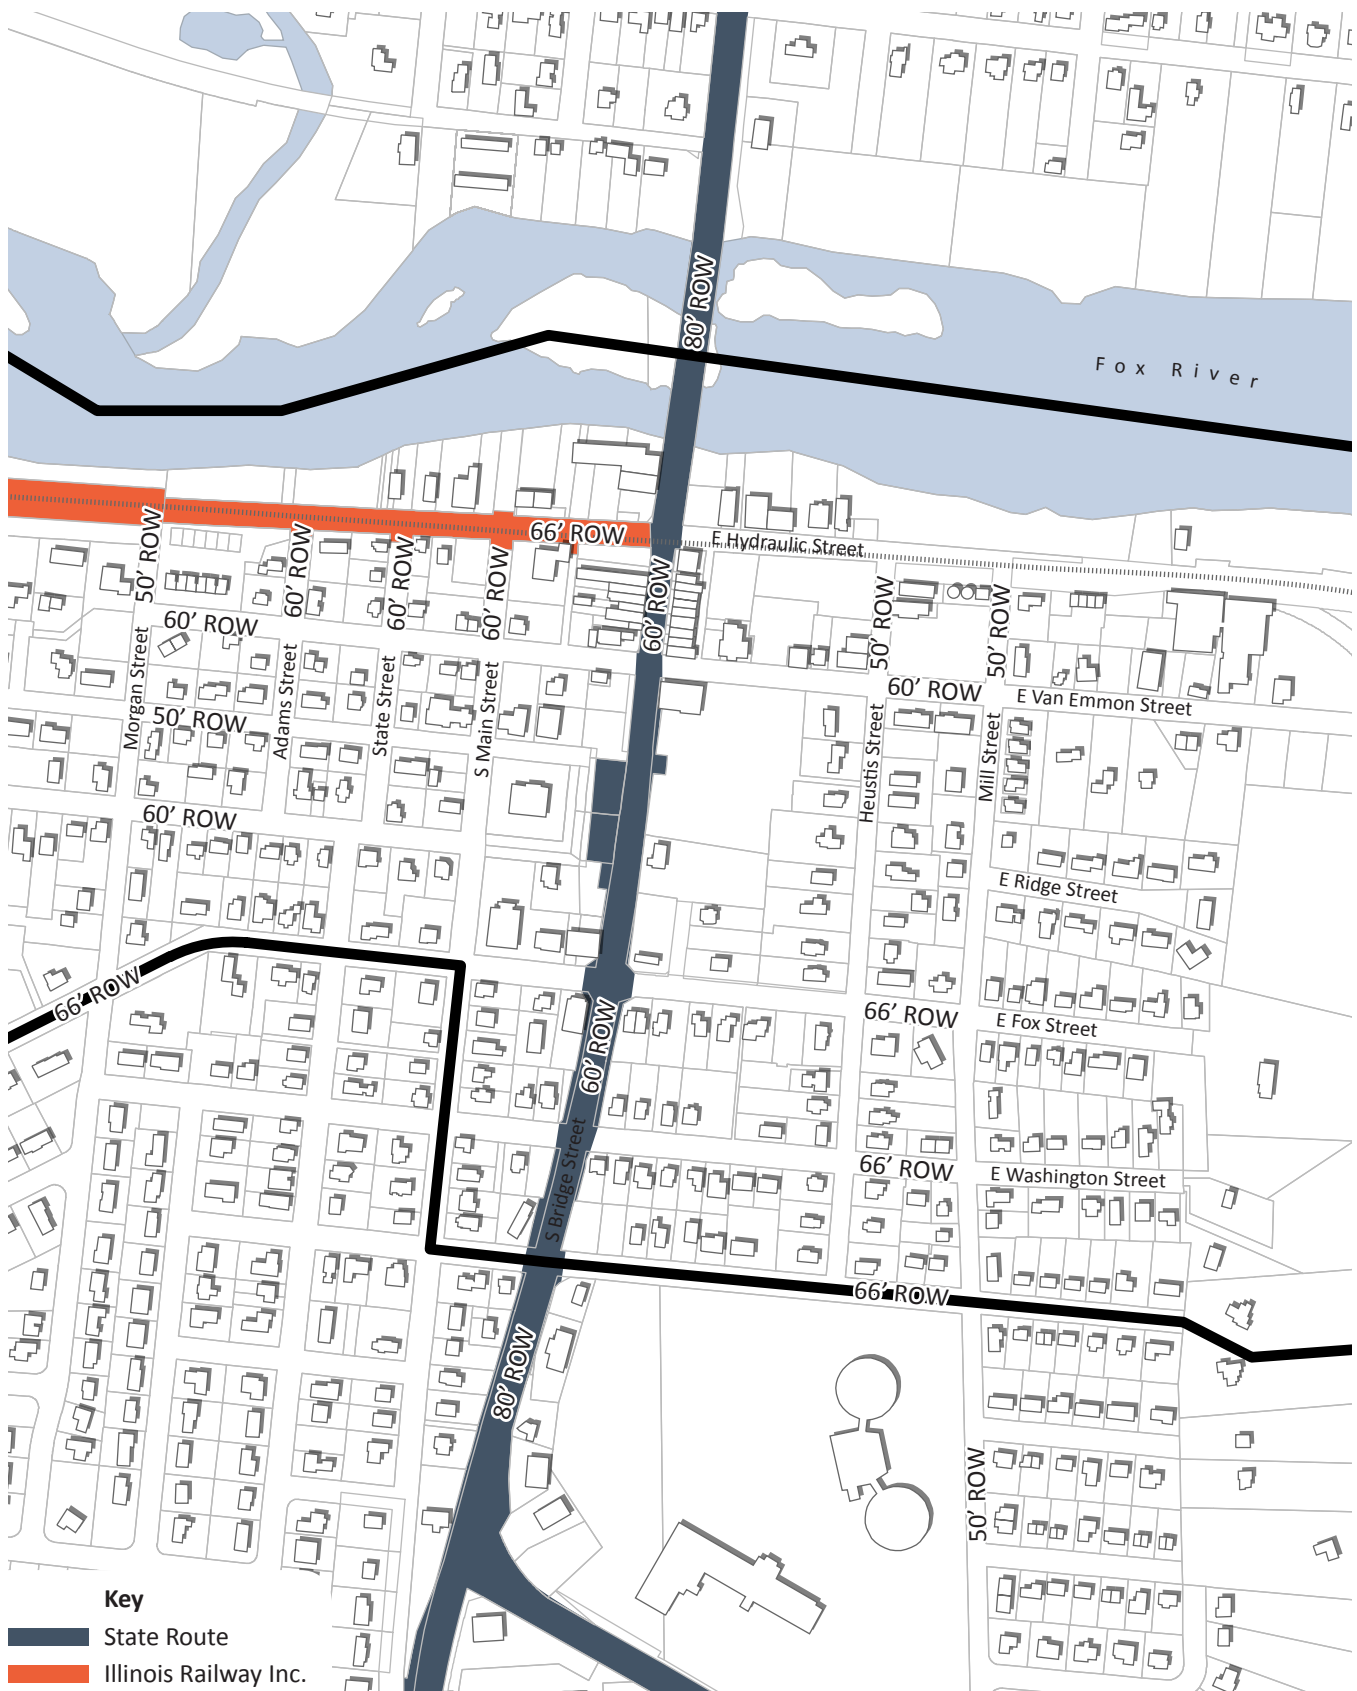 80’ ROW
Fox River
66’ ROW
E Hydraulic Street
50’ ROW
60’ ROW
60’ ROW
60’ ROW
60’ ROW
50’ ROW
50’ ROW
60’ ROW
Morgan Street
Adams Street
State Street
S Main Street
60’ ROW
E Van Emmon Street
50’ ROW
Heustis Street
Mill Street
60’ ROW
E Ridge Street
66’ ROW
60’ ROW
66’ ROW
E Fox Street
S Bridge Street
66’ ROW
E Washington Street
66’ ROW
80’ ROW
50’ ROW
Key
State Route
Illinois Railway Inc.